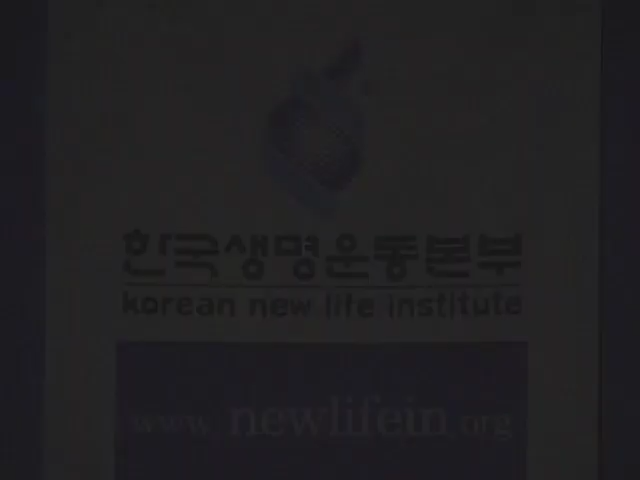 한국생명운동본부
korean new life institute
www.newlifein.org